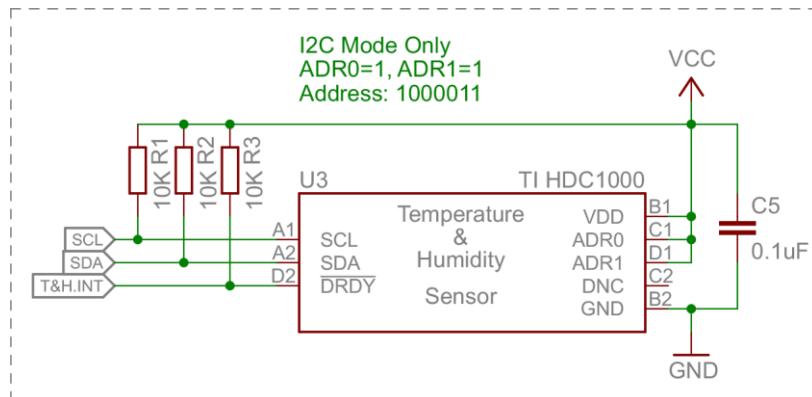 I2C Mode Only
ADR0=1, ADR1=1
Address: 1000011
VCC
10K R1
10K R2
10K R3
U3
TI HDC1000
Temperature
&
Humidity
Sensor
SCL
A1
SCL
SDA
A2
SDA
T&H.INT
D2
DRDY
VDD
B1
ADR0
C1
ADR1
D1
DNC
C2
GND
B2
C5
0.1uF
GND